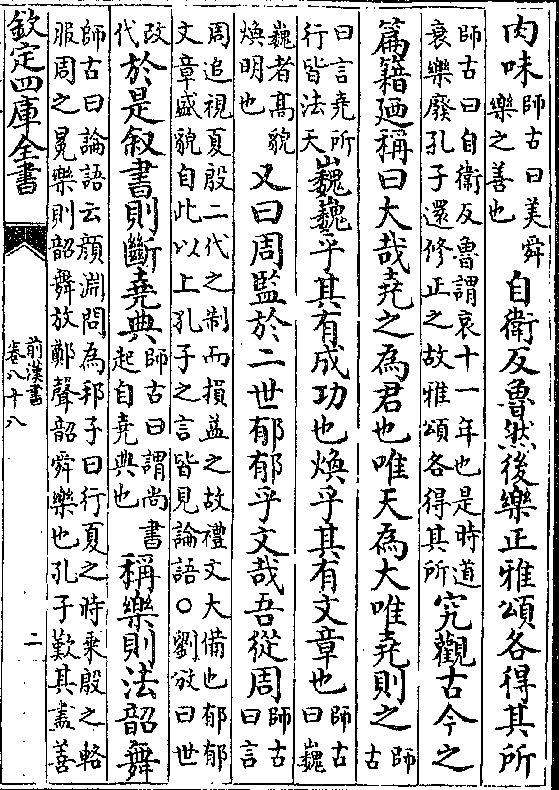 肉味師古曰美舜樂之善也自衛反魯然後樂正雅頌各得其所
師古曰自衛反魯謂哀十一年也是時道衰樂廢孔子還修正之故雅頌各得其所究觀古今之
篇籍廼稱曰大哉堯之為君也唯天為大唯堯則之師古
曰言堯所行皆法天巍巍乎其有成功也煥乎其有文章也師古曰巍
巍者髙貌煥明也又曰周監於二世郁郁乎文哉吾從周師古曰言
周追視夏殷二代之制而損益之故禮文大備也郁郁文章盛貌自此以上孔子之言皆見論語○劉攽曰世
改代於是叙書則斷堯典師古曰謂尚書起自堯典也稱樂則法韶舞
師古曰論語云顏淵問為邦子曰行夏之時乘殷之輅服周之冕樂則韶舞放鄭聲韶舜樂也孔子歎其盡善
欽定四庫全書
前漢書
卷八十八
二